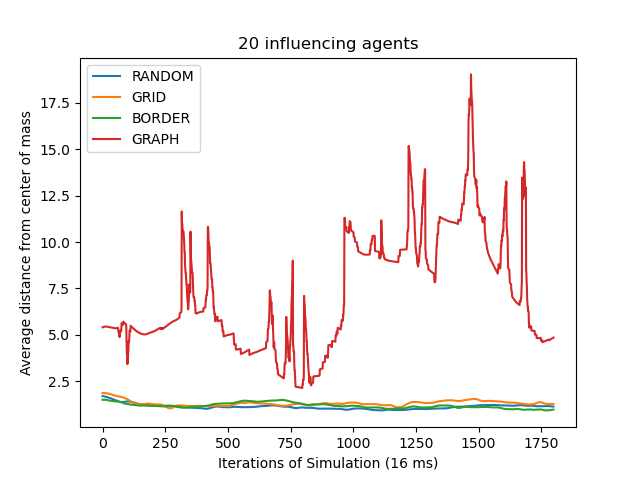 20 influencing agents
RANDOM
GRID
BORDER
GRAPH
Average distance from center of mass
17.5
15.0
12.5
10.0
7.5
5.0
2.5
0
250
500
750
1000
1250
1500
1750
Iterations of Simulation (16 ms)